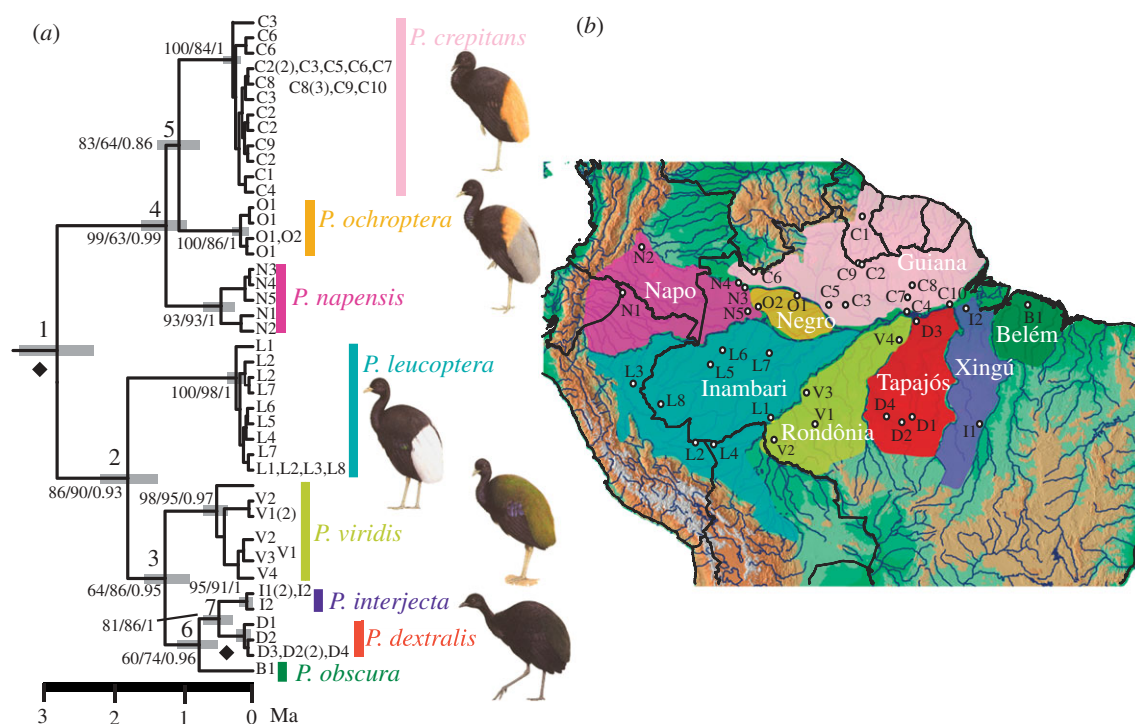 (a)
C3
C6
C6
C2(2),C3,C5,C6,C7
C8
C8(3),C9,C10
C3
C2
C2
C9
C2
C1
C4
O1
O1
O1,O2
O1
N3
N4
N5
N1
N2
L1
L2
L2
L7
L6
L5
L4
L7
L1,L2,L3,L8
V2
V1(2)
V2
V3
V1
V4
I1(2),I2
I2
D1
D2
D3,D2(2),D4
B1
100/84/1
5
83/64/0.86
4
99/63/0.99
100/86/1
93/93/1
1
100/98/1
2
86/90/0.93
98/95/0.97
3
64/86/0.95
95/91/1
7
81/86/1
6
60/74/0.96
P. crepitans
P. ochroptera
P. napensis
P. leucoptera
P. viridis
P. interjecta
P. dextralis
P. obscura
3
2
1
0
Ma
(b)
C1
N2
C9
C2
Guiana
C6
N4
N3
Napo
C8
C7
C10
N1
O2
O1
C5
C3
C4
I2
B1
N5
Negro
D3
Belém
V4
L6
L7
Xingú
L3
L5
Tapajós
Inambari
V3
L8
D4
L1
V1
D2
D1
I1
Rondônia
V2
L2
L4